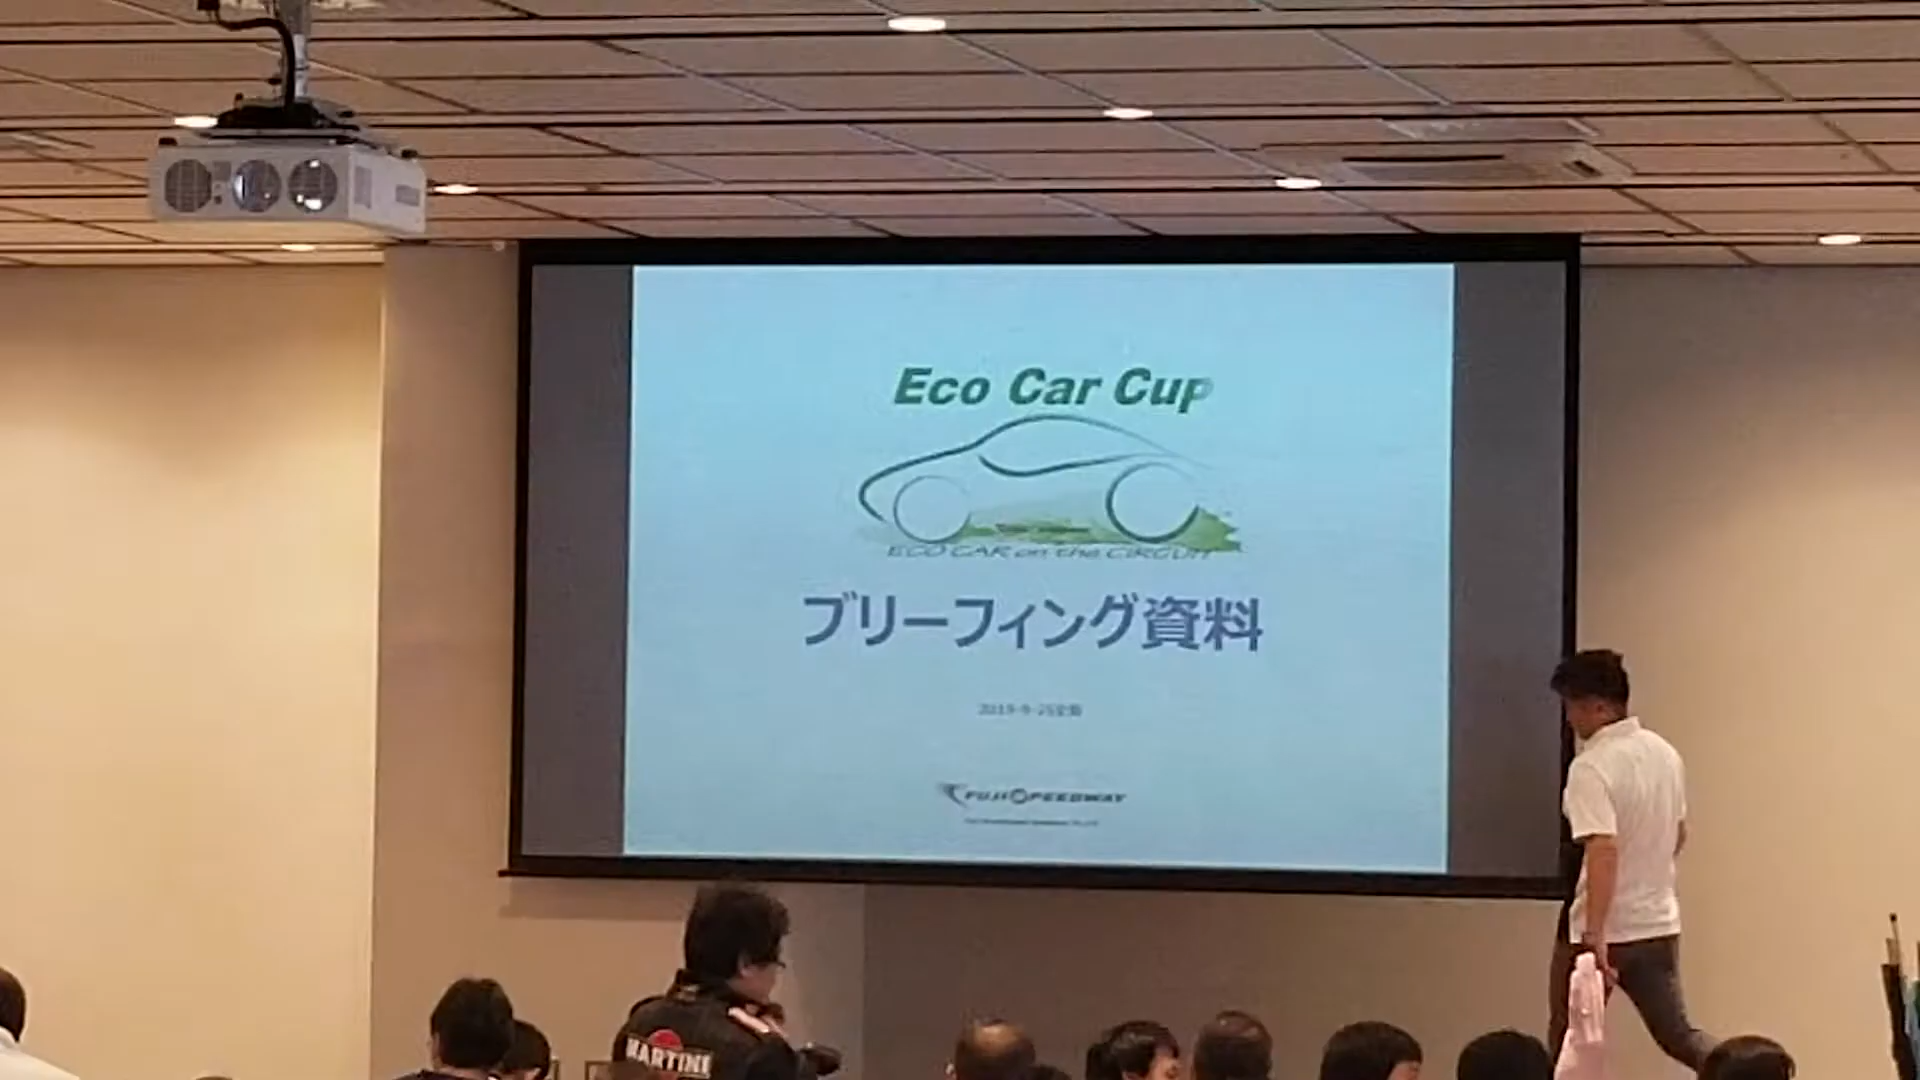 Eco Car Cup
ECO CAR on the CIRCUIT
ブリーフィング資料
FUJI SPEEDWAY
MARTINI